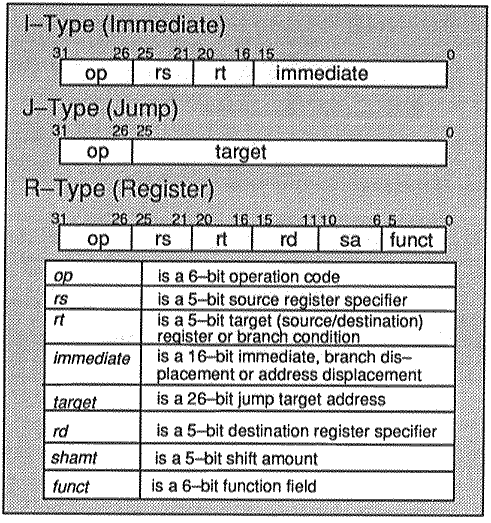 I–Type (Immediate)
31 26 25 21 20 16 15 0
op rs rt immediate
J–Type (Jump)
31 26 25 0
op target
R–Type (Register)
31 26 25 21 20 16 15 11 10 6 5 0
op rs rt rd sa funct
op is a 6–bit operation code
rs is a 5–bit source register specifier
rt is a 5–bit target (source/destination)
register or branch condition
immediate is a 16–bit immediate, branch dis–
placement or address displacement
target is a 26–bit jump target address
rd is a 5–bit destination register specifier
shamt is a 5–bit shift amount
funct is a 6–bit function field